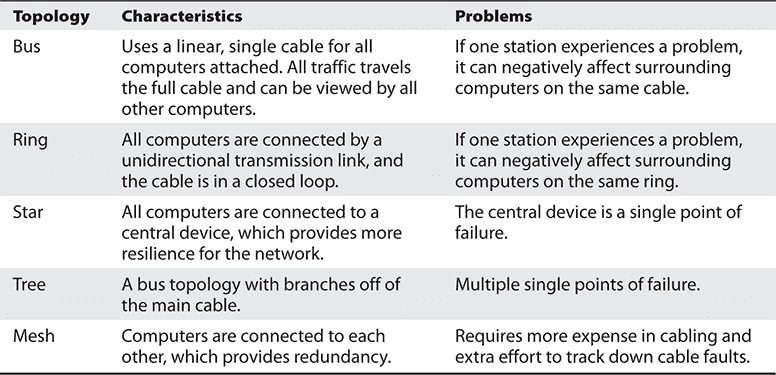 Topology Characteristics Problems
Bus Uses a linear, single cable for all If one station experiences a problem,
computers attached. All traffic travels it can negatively affect surrounding
the full cable and can be viewed by all computers on the same cable.
other computers.
Ring All computers are connected by a If one station experiences a problem,
unidirectional transmission link, and it can negatively affect surrounding
the cable is in a closed loop. computers on the same ring.
Star All computers are connected to a The central device is a single point of
central device, which provides more failure.
resilience for the network.
Tree A bus topology with branches off of Multiple single points of failure.
the main cable.
Mesh Computers are connected to each Requires more expense in cabling and
other, which provides redundancy. extra effort to track down cable faults.